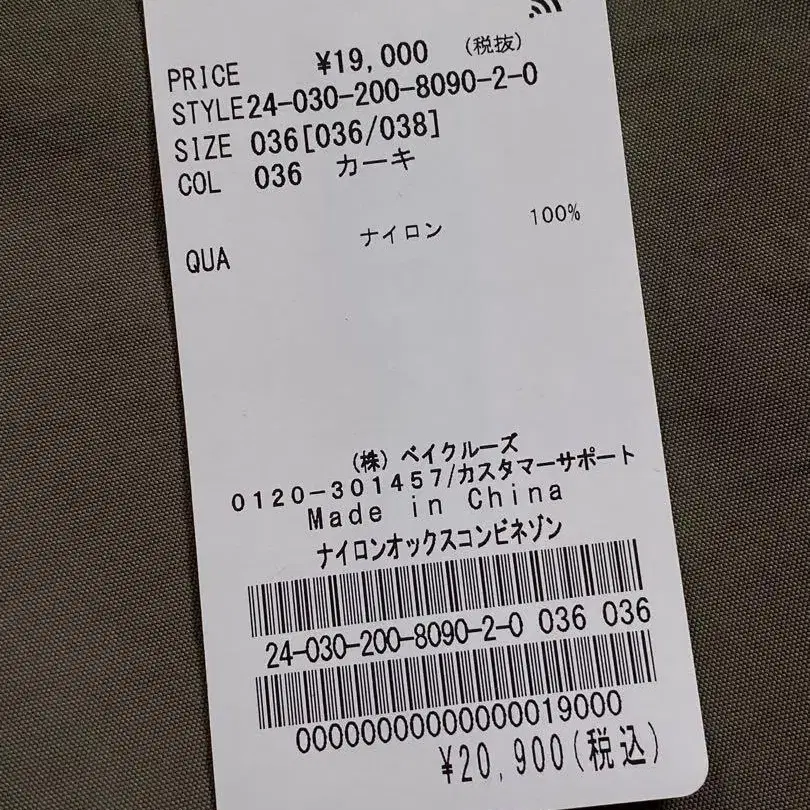 PRICE ¥19,000 (税抜)
STYLE24-030-200-8090-2-0
SIZE 036[036/038]
COL 036 カーキ
QUA ナイロン 100%
(株) ベイクルーズ
0120-301457/カスタマーサポート
Made in China
ナイロンオックスコンビネゾン
24-030-200-8090-2-0 036 036
00000000000000019000
¥20,900(税込)